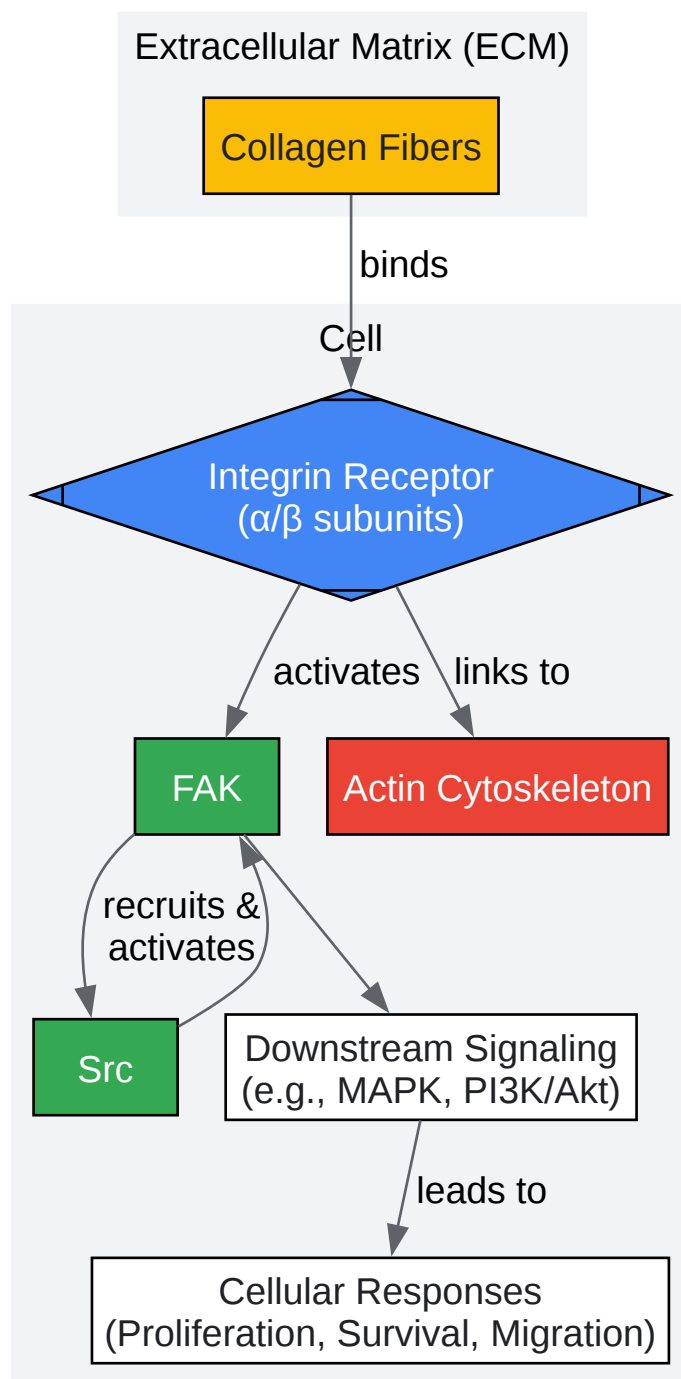 Extracellular Matrix (ECM)
Collagen Fibers
binds
Cell
Integrin Receptor
(α/β subunits)
activates
links to
FAK
Actin Cytoskeleton
recruits &
activates
Src
Downstream Signaling
(e.g., MAPK, PI3K/Akt)
leads to
Cellular Responses
(Proliferation, Survival, Migration)